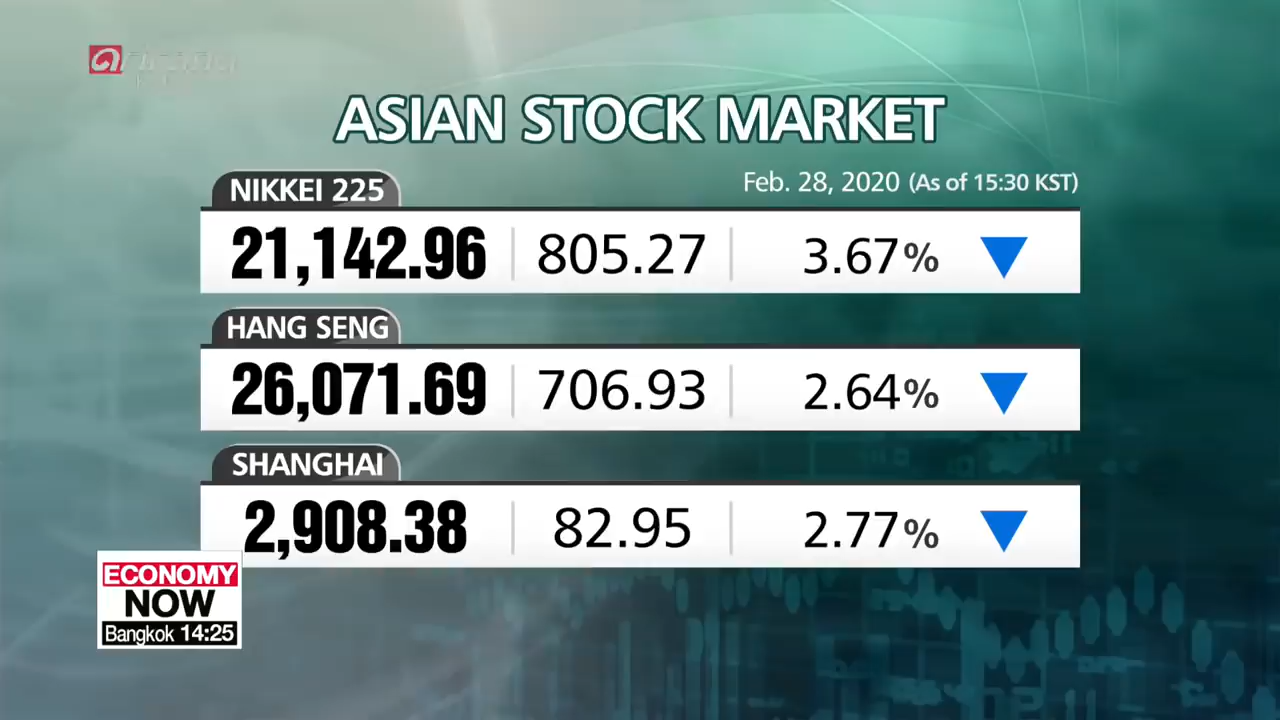 ASIAN STOCK MARKET
Feb. 28, 2020 (As of 15:30 KST)
NIKKEI 225
21,142.96 805.27 3.67% ▼
HANG SENG
26,071.69 706.93 2.64% ▼
SHANGHAI
2,908.38 82.95 2.77% ▼
ECONOMY
NOW
Bangkok 14:25